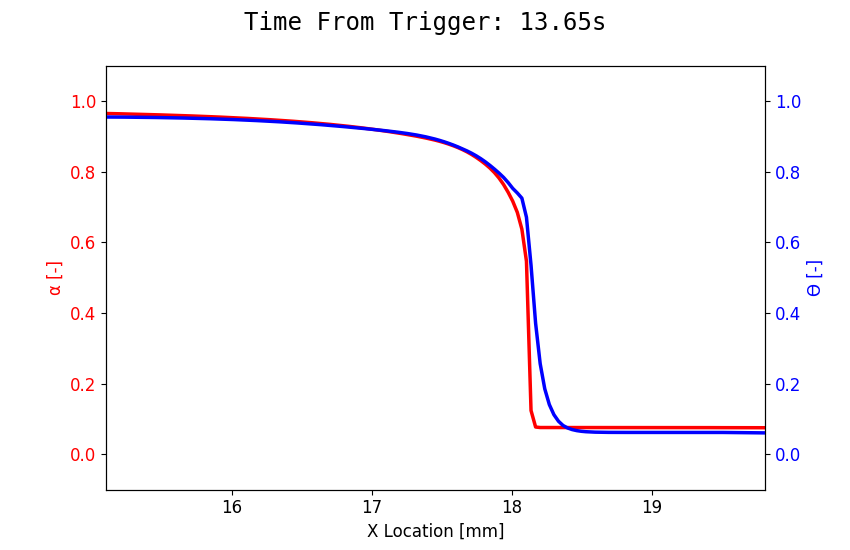 Time From Trigger: 13.65s
1.0 1.0
0.8 0.8
0.6 0.6
α [-] Θ [-]
0.4 0.4
0.2 0.2
0.0 0.0
16 17 18 19
X Location [mm]